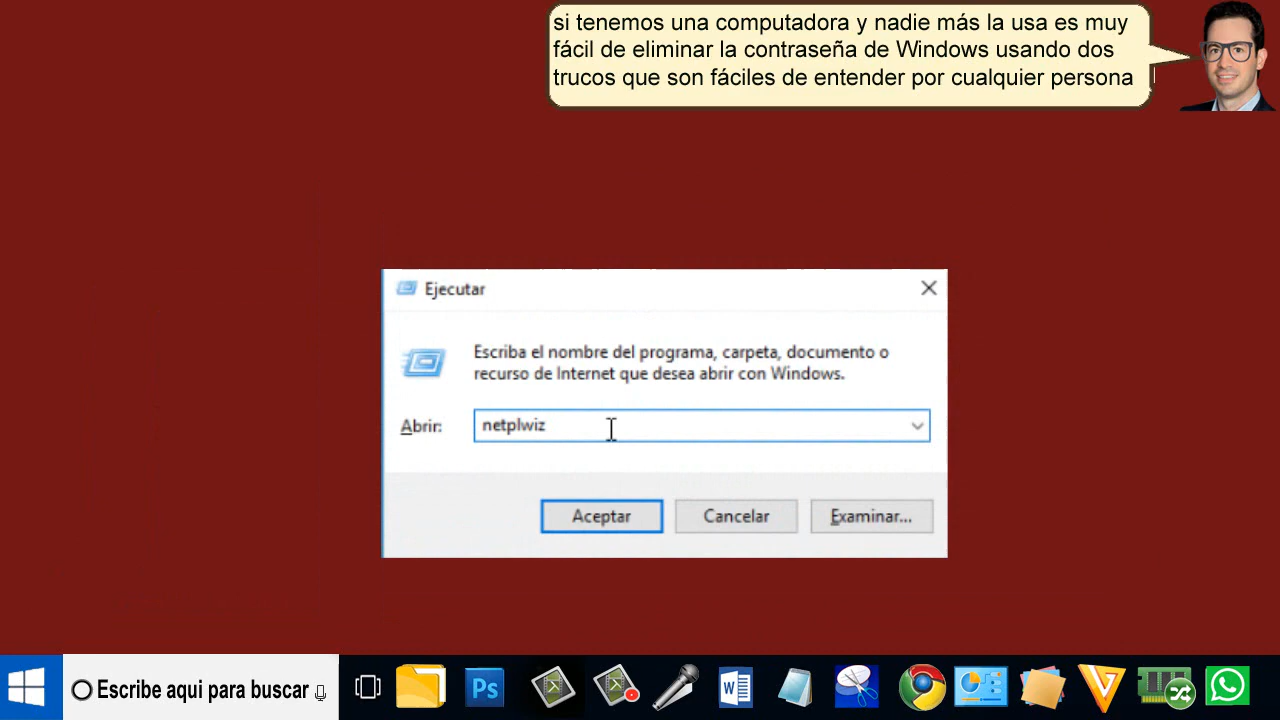 si tenemos una computadora y nadie más la usa es muy
fácil de eliminar la contraseña de Windows usando dos
trucos que son fáciles de entender por cualquier persona
Ejecutar
Escriba el nombre del programa, carpeta, documento o
recurso de Internet que desea abrir con Windows.
Abrir: netplwiz
Aceptar Cancelar Examinar...
Escribe aqui para buscar Ps W